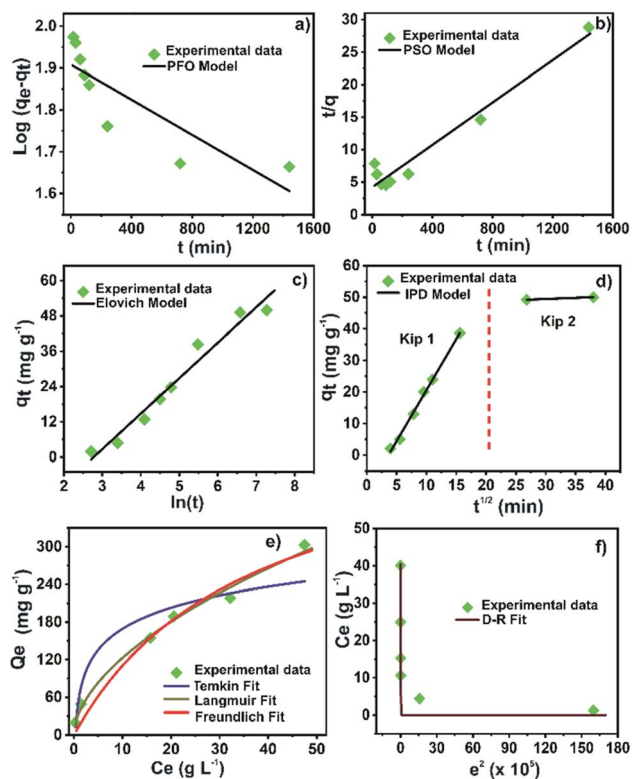 a)
Experimental data
PFO Model
Log (qe-qt)
2.0
1.9
1.8
1.7
1.6
0 400 800 1200 1600
t (min)
b)
Experimental data
PSO Model
t/q
30
25
20
15
10
5
0
0 400 800 1200 1600
t (min)
c)
Experimental data
Elovich Model
qt (mg g-1)
60
48
36
24
12
0
2 3 4 5 6 7 8
ln(t)
d)
Experimental data
IPD Model
Kip 1
Kip 2
qt (mg g-1)
60
50
40
30
20
10
0
0 5 10 15 20 25 30 35 40
t1/2 (min)
e)
Experimental data
Temkin Fit
Langmuir Fit
Freundlich Fit
Qe (mg g-1)
300
240
180
120
60
0
0 10 20 30 40 50
Ce (g L-1)
f)
Experimental data
D-R Fit
Ce (g L-1)
50
40
30
20
10
0
-30 0 30 60 90 120 150 180
e2 (x 105)